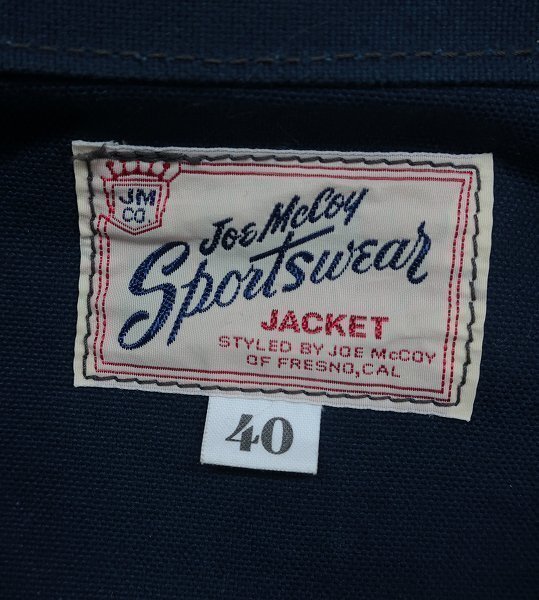 JM
CO.
JOE McCOY
Sportswear
JACKET
STYLED BY JOE McCOY
OF FRESNO, CAL
40